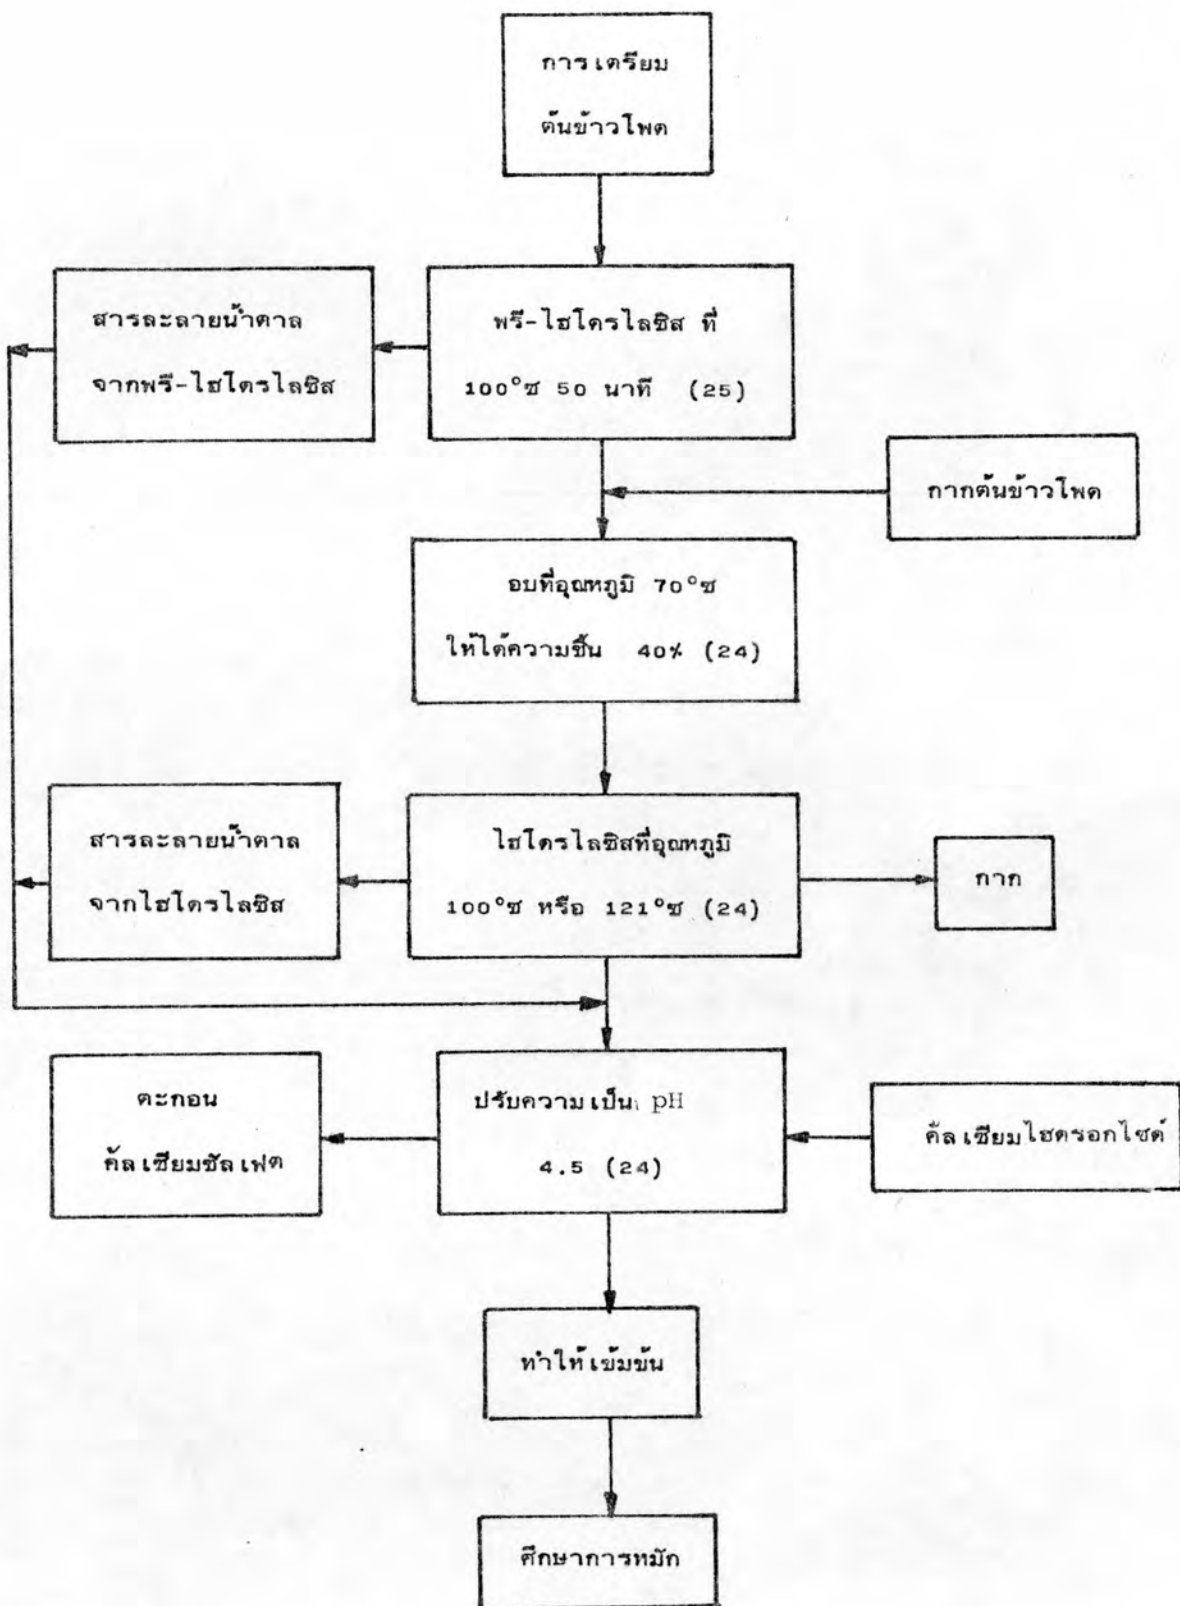 การเตรียม
ต้นข้าวโพด
สารละลายน้ำตาล
จากพรี-ไฮโดรไลซิส
พรี-ไฮโดรไลซิส ที่
100°ซ 50 นาที (25)
กากต้นข้าวโพด
อบที่อุณหภูมิ 70°ซ
ให้ได้ความชื้น 40% (24)
สารละลายน้ำตาล
จากไฮโดรไลซิส
ไฮโดรไลซิสที่อุณหภูมิ
100°ซ หรือ 121°ซ (24)
กาก
ตะกอน
คัลเซียมซัลเฟต
ปรับความเป็น pH
4.5 (24)
คัลเซียมไฮดรอกไซด์
ทำให้เข้มข้น
ศึกษาการหมัก